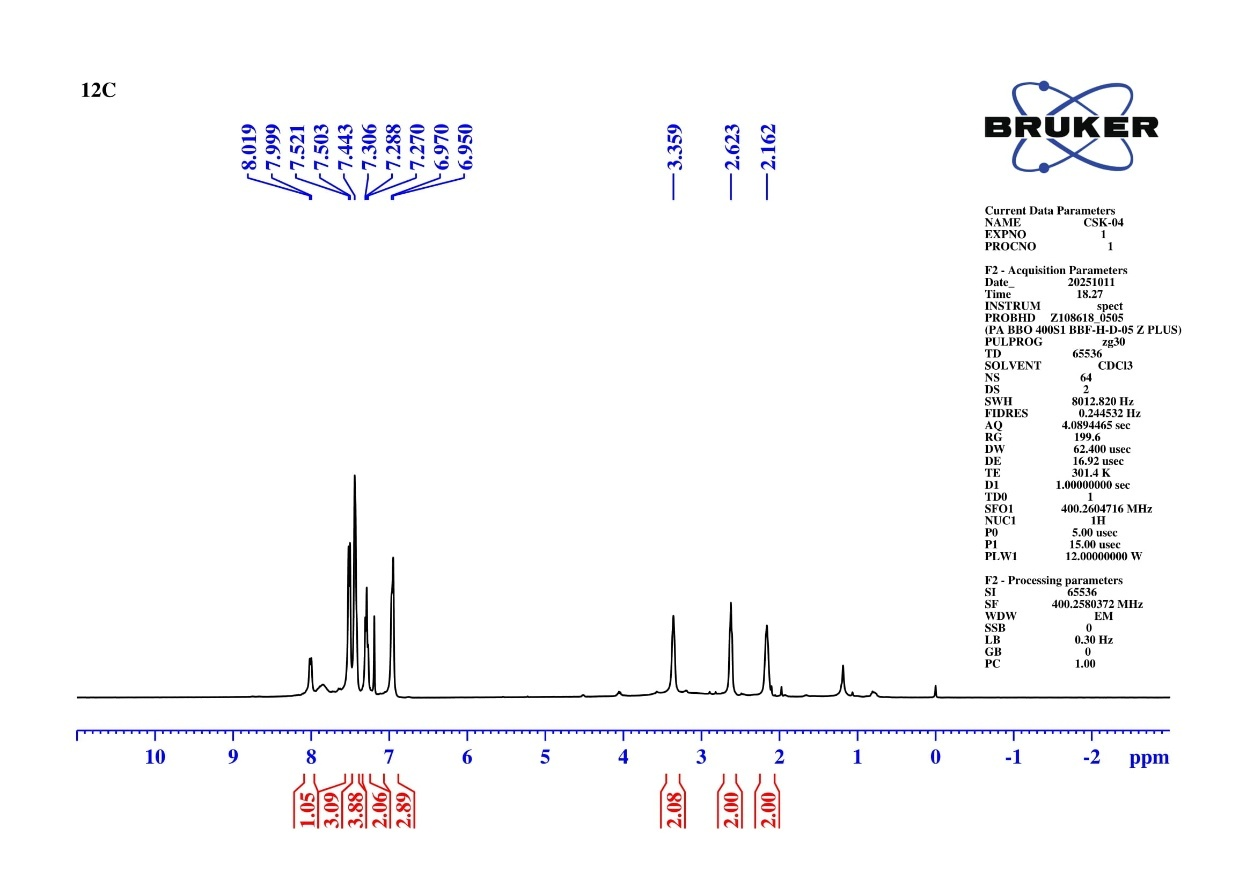 12C
8.019
7.999
7.521
7.503
7.443
7.306
7.288
7.270
6.970
6.950
3.359
2.623
2.162
BRUKER
Current Data Parameters
NAME CSK-04
EXPNO 1
PROCNO 1
F2 - Acquisition Parameters
Date_ 20251011
Time 18.27
INSTRUM spect
PROBHD Z108618_0505
(PA BBO 400S1 BBF-H-D-05 Z PLUS)
PULPROG zg30
TD 65536
SOLVENT CDCl3
NS 64
DS 2
SWH 8012.820 Hz
FIDRES 0.244532 Hz
AQ 4.0894465 sec
RG 199.6
DW 62.400 usec
DE 16.92 usec
TE 301.4 K
D1 1.00000000 sec
TD0 1
SFO1 400.2604716 MHz
NUC1 1H
P0 5.00 usec
P1 15.00 usec
PLW1 12.00000000 W
F2 - Processing parameters
SI 65536
SF 400.2580372 MHz
WDW EM
SSB 0
LB 0.30 Hz
GB 0
PC 1.00
10 9 8 7 6 5 4 3 2 1 0 -1 -2 ppm
1.05
3.09
3.88
2.06
2.89
2.08
2.00
2.00